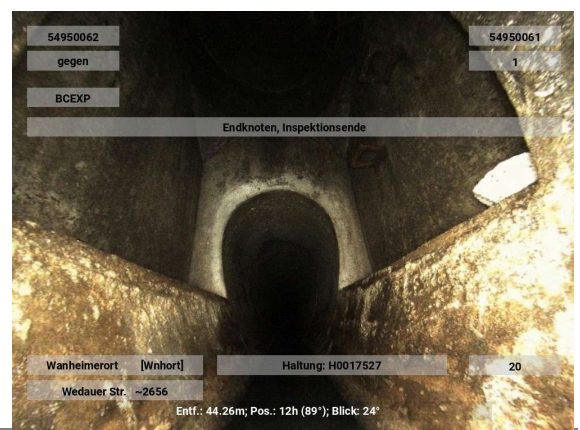 54950062 54950061
gegen 1
BCEXP
Endknoten, Inspektionsende
Wanheimerort [Wnhort] Haltung: H0017527 20
Wedauer Str. ~2656
Entf.: 44.26m; Pos.: 12h (89°); Blick: 24°